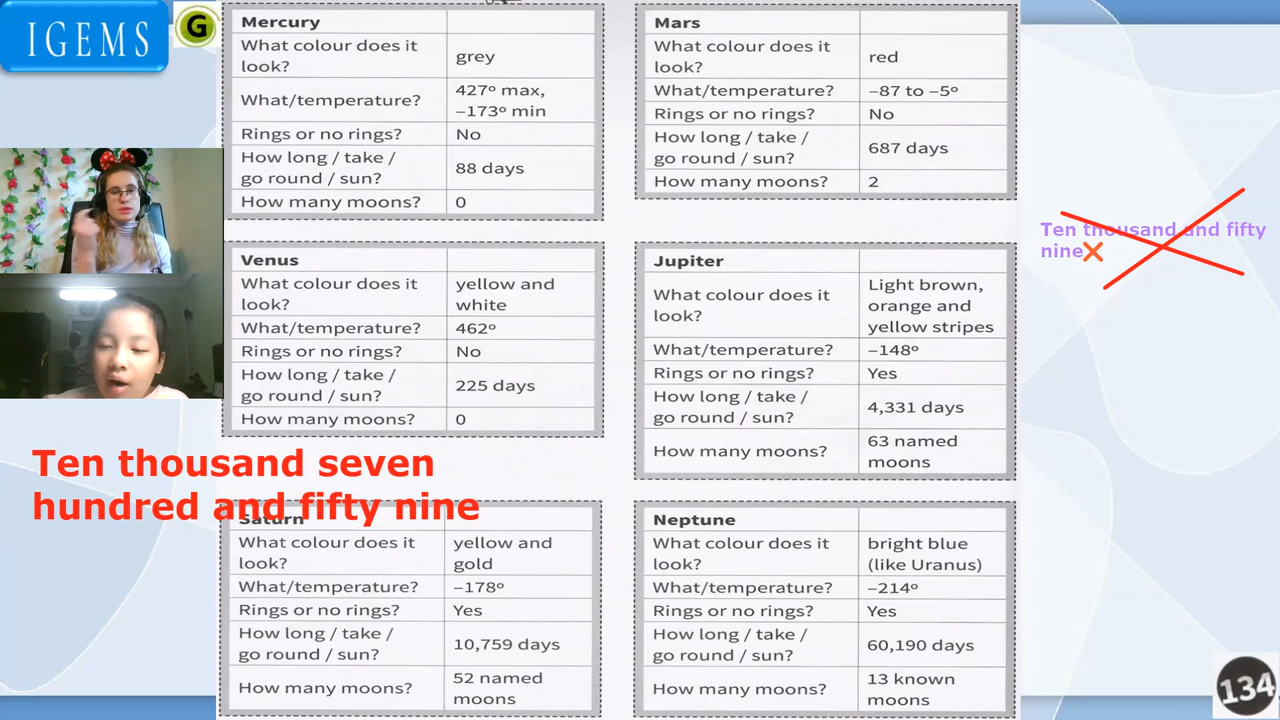 IGEMS
G
Mercury
What colour does it look?
grey
What/temperature?
427º max, –173º min
Rings or no rings?
No
How long / take / go round / sun?
88 days
How many moons?
0
Mars
What colour does it look?
red
What/temperature?
–87 to –5º
Rings or no rings?
No
How long / take / go round / sun?
687 days
How many moons?
2
Ten thousand and fifty
nine
Venus
What colour does it look?
yellow and white
What/temperature?
462º
Rings or no rings?
No
How long / take / go round / sun?
225 days
How many moons?
0
Jupiter
What colour does it look?
Light brown, orange and yellow stripes
What/temperature?
–148º
Rings or no rings?
Yes
How long / take / go round / sun?
4,331 days
How many moons?
63 named moons
Ten thousand seven
hundred and fifty nine
Saturn
What colour does it look?
yellow and gold
What/temperature?
–178º
Rings or no rings?
Yes
How long / take / go round / sun?
10,759 days
How many moons?
52 named moons
Neptune
What colour does it look?
bright blue (like Uranus)
What/temperature?
–214º
Rings or no rings?
Yes
How long / take / go round / sun?
60,190 days
How many moons?
13 known moons
134